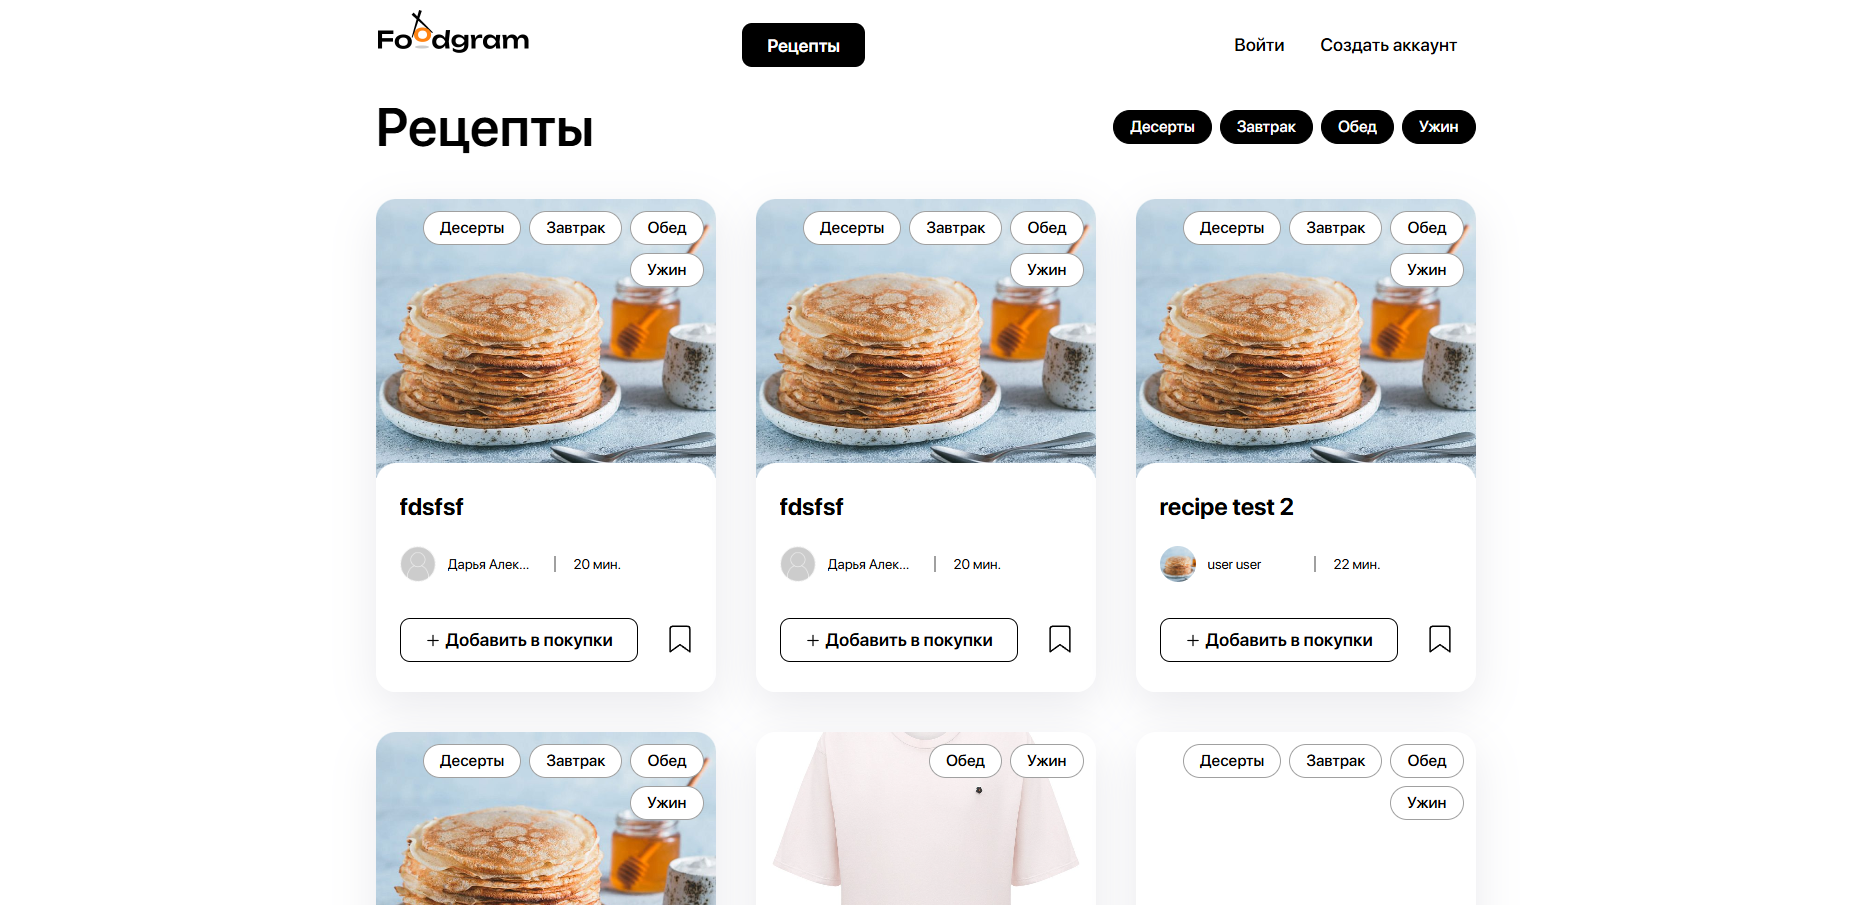 Foodgram
Рецепты
Войти
Создать аккаунт
Рецепты
Десерты
Завтрак
Обед
Ужин
Десерты
Завтрак
Обед
Ужин
fdsfsf
Дарья Алек...
20 мин.
+ Добавить в покупки
Десерты
Завтрак
Обед
Ужин
fdsfsf
Дарья Алек...
20 мин.
+ Добавить в покупки
Десерты
Завтрак
Обед
Ужин
recipe test 2
user user
22 мин.
+ Добавить в покупки
Десерты
Завтрак
Обед
Ужин
Обед
Ужин
Десерты
Завтрак
Обед
Ужин